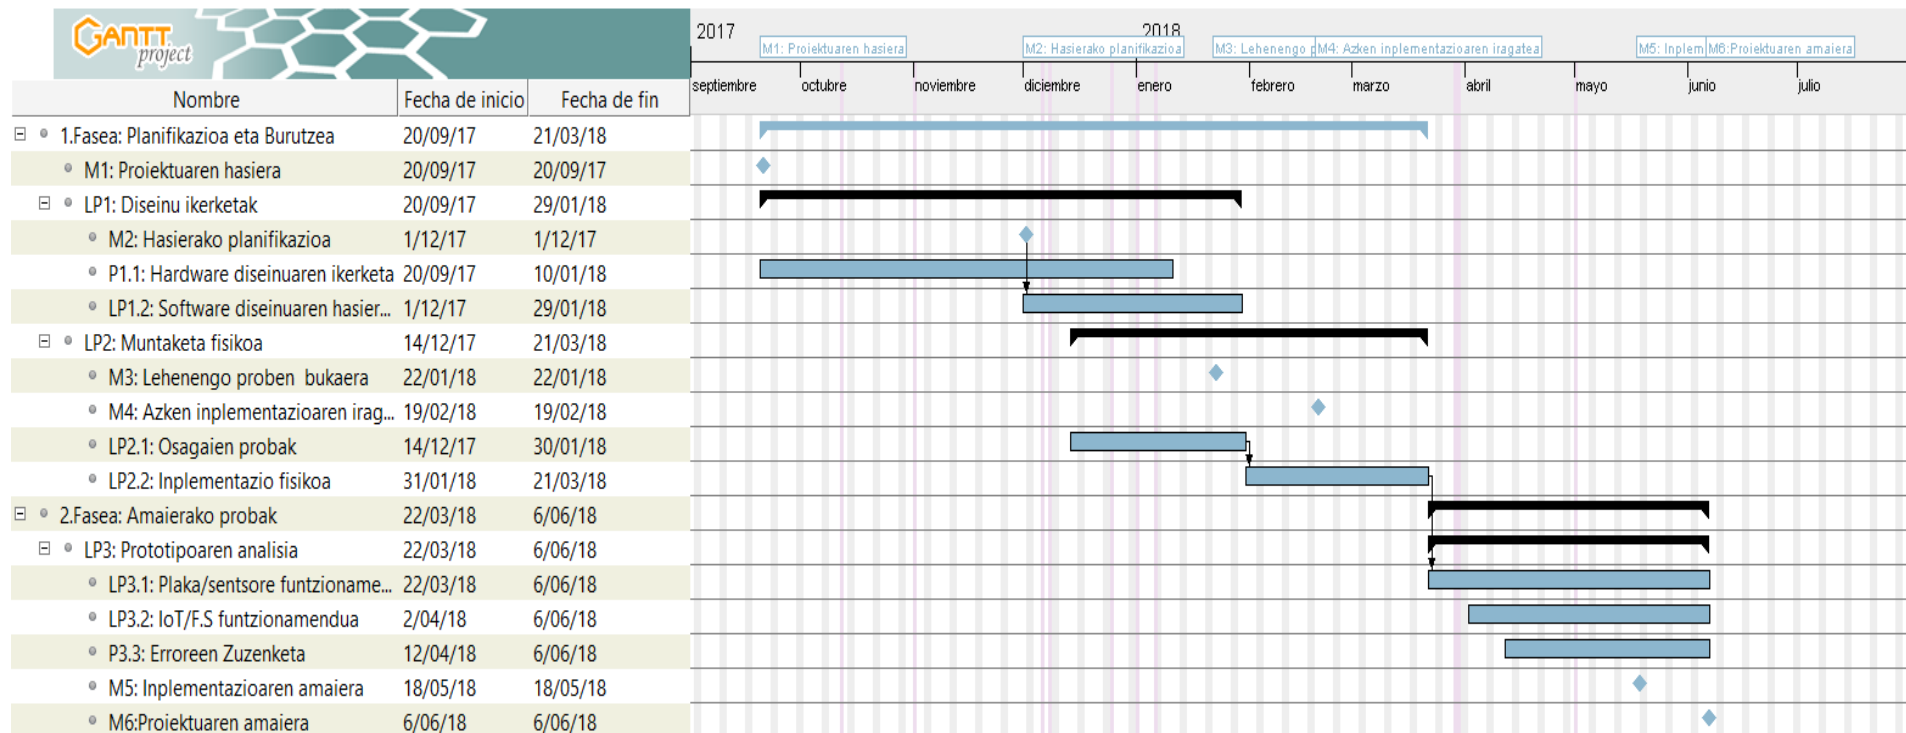 GANTT
project
2017
2018
M1: Proiektuaren hasiera
M2: Hasierako planifikazioa
M3: Lehenengo p
M4: Azken inplementazioaren iragatea
M5: Inplem
M6:Proiektuaren amaiera
septiembre octubre noviembre diciembre enero febrero marzo abril mayo junio julio
Nombre Fecha de inicio Fecha de fin
1.Fasea: Planifikazioa eta Burutzea 20/09/17 21/03/18
M1: Proiektuaren hasiera 20/09/17 20/09/17
LP1: Diseinu ikerketak 20/09/17 29/01/18
M2: Hasierako planifikazioa 1/12/17 1/12/17
P1.1: Hardware diseinuaren ikerketa 20/09/17 10/01/18
LP1.2: Software diseinuaren hasier... 1/12/17 29/01/18
LP2: Muntaketa fisikoa 14/12/17 21/03/18
M3: Lehenengo proben bukaera 22/01/18 22/01/18
M4: Azken inplementazioaren irag... 19/02/18 19/02/18
LP2.1: Osagaien probak 14/12/17 30/01/18
LP2.2: Inplementazio fisikoa 31/01/18 21/03/18
2.Fasea: Amaierako probak 22/03/18 6/06/18
LP3: Prototipoaren analisia 22/03/18 6/06/18
LP3.1: Plaka/sentsore funtzioname... 22/03/18 6/06/18
LP3.2: IoT/F.S funtzionamendua 2/04/18 6/06/18
P3.3: Erroreen Zuzenketa 12/04/18 6/06/18
M5: Inplementazioaren amaiera 18/05/18 18/05/18
M6:Proiektuaren amaiera 6/06/18 6/06/18